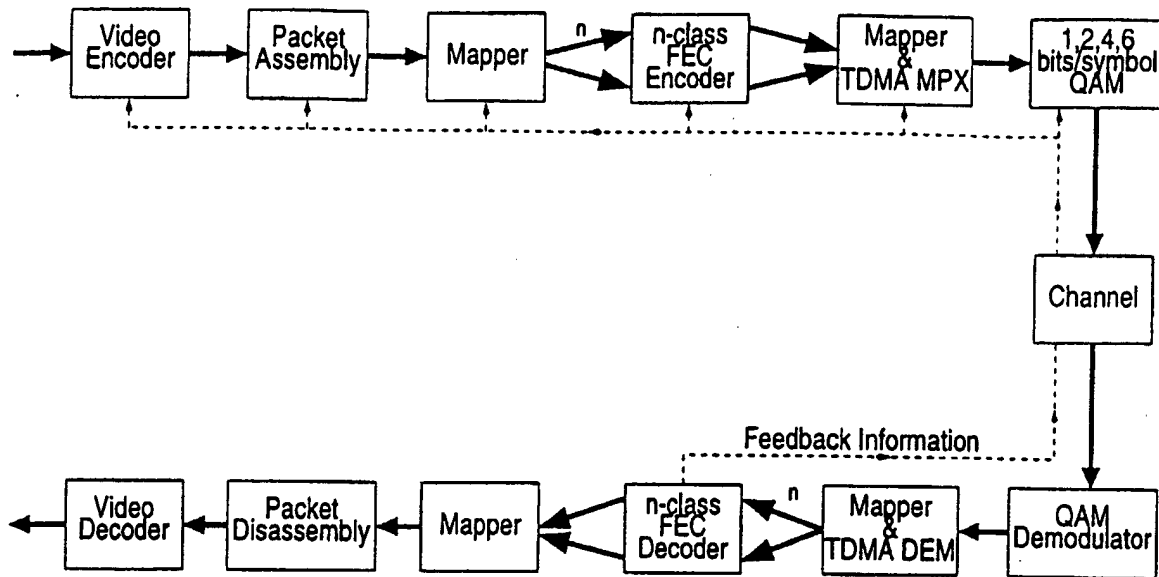 Video
Encoder
Packet
Assembly
Mapper
n
n-class
FEC
Encoder
Mapper
&
TDMA MPX
1,2,4,6
bits/symbol
QAM
Channel
Feedback Information
Video
Decoder
Packet
Disassembly
Mapper
n-class
FEC
Decoder
n
Mapper
&
TDMA DEM
QAM
Demodulator